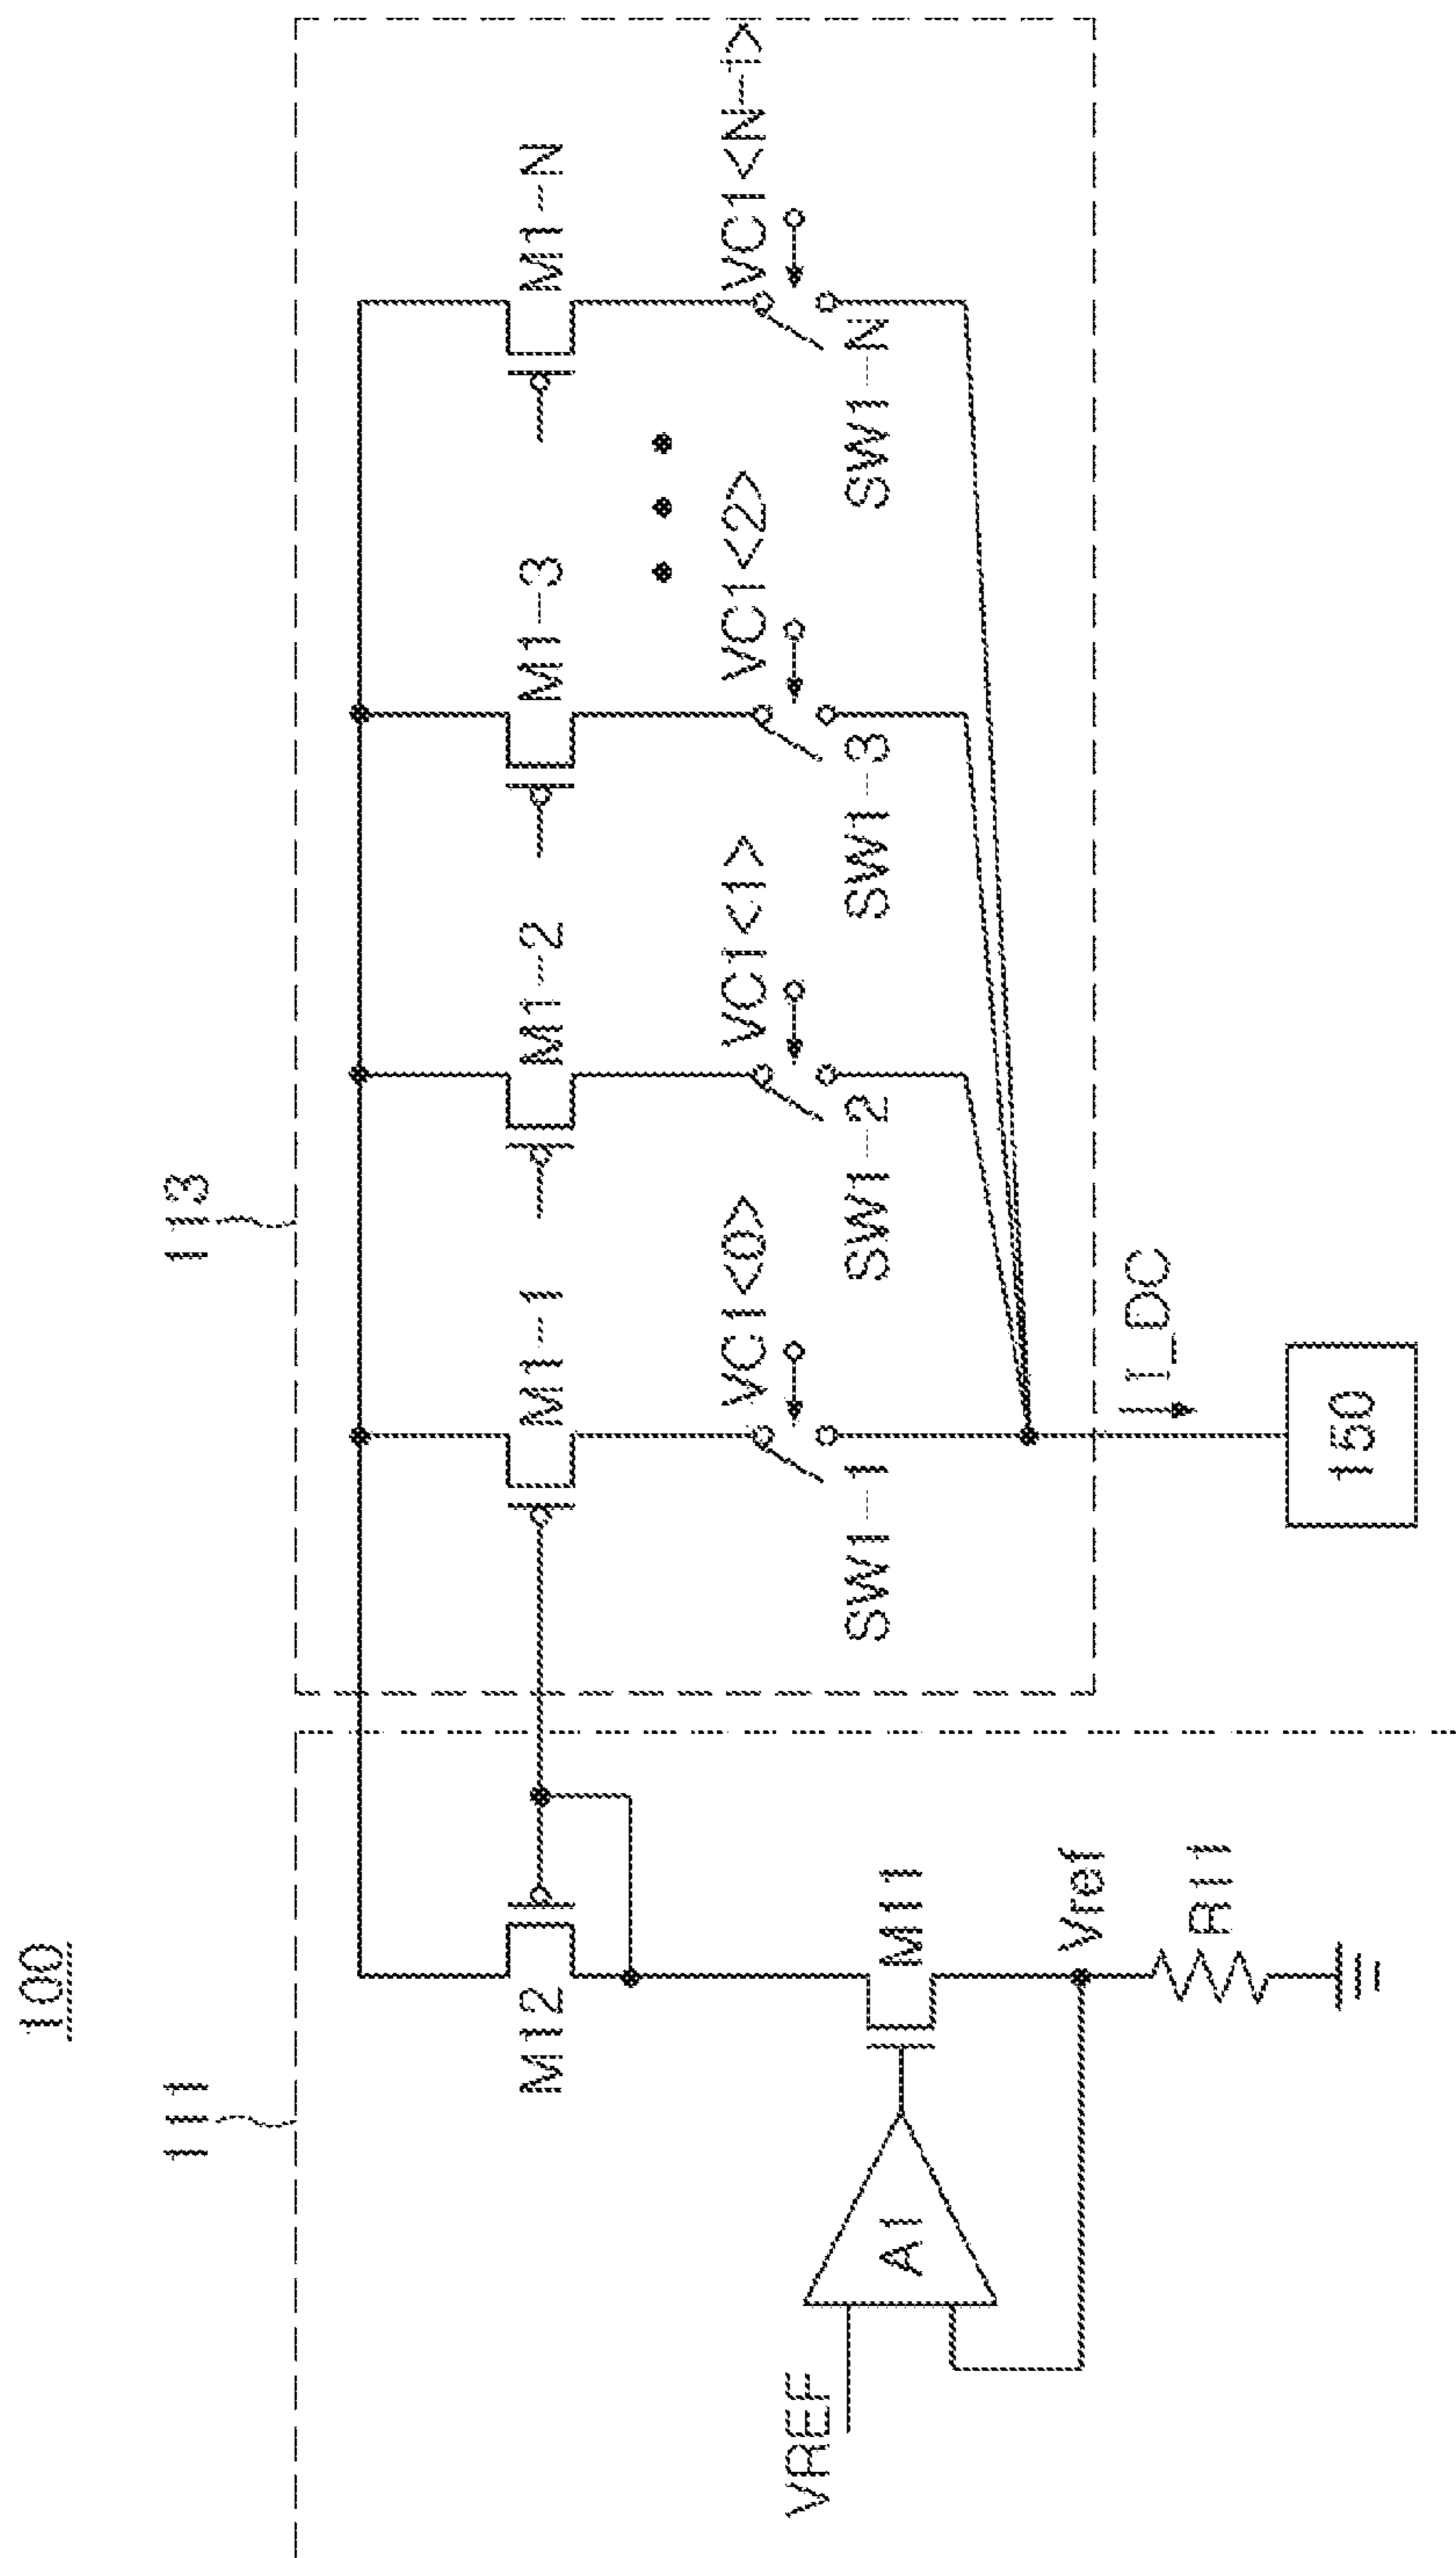 100
111
113
M12
M1-1
M1-2
M1-3
M1-N
VC1<0>
VC1<1>
VC1<2>
VC1<N-1>
SW1-1
SW1-2
SW1-3
SW1-N
VREF
A1
M11
Vref
R11
I_DC
150